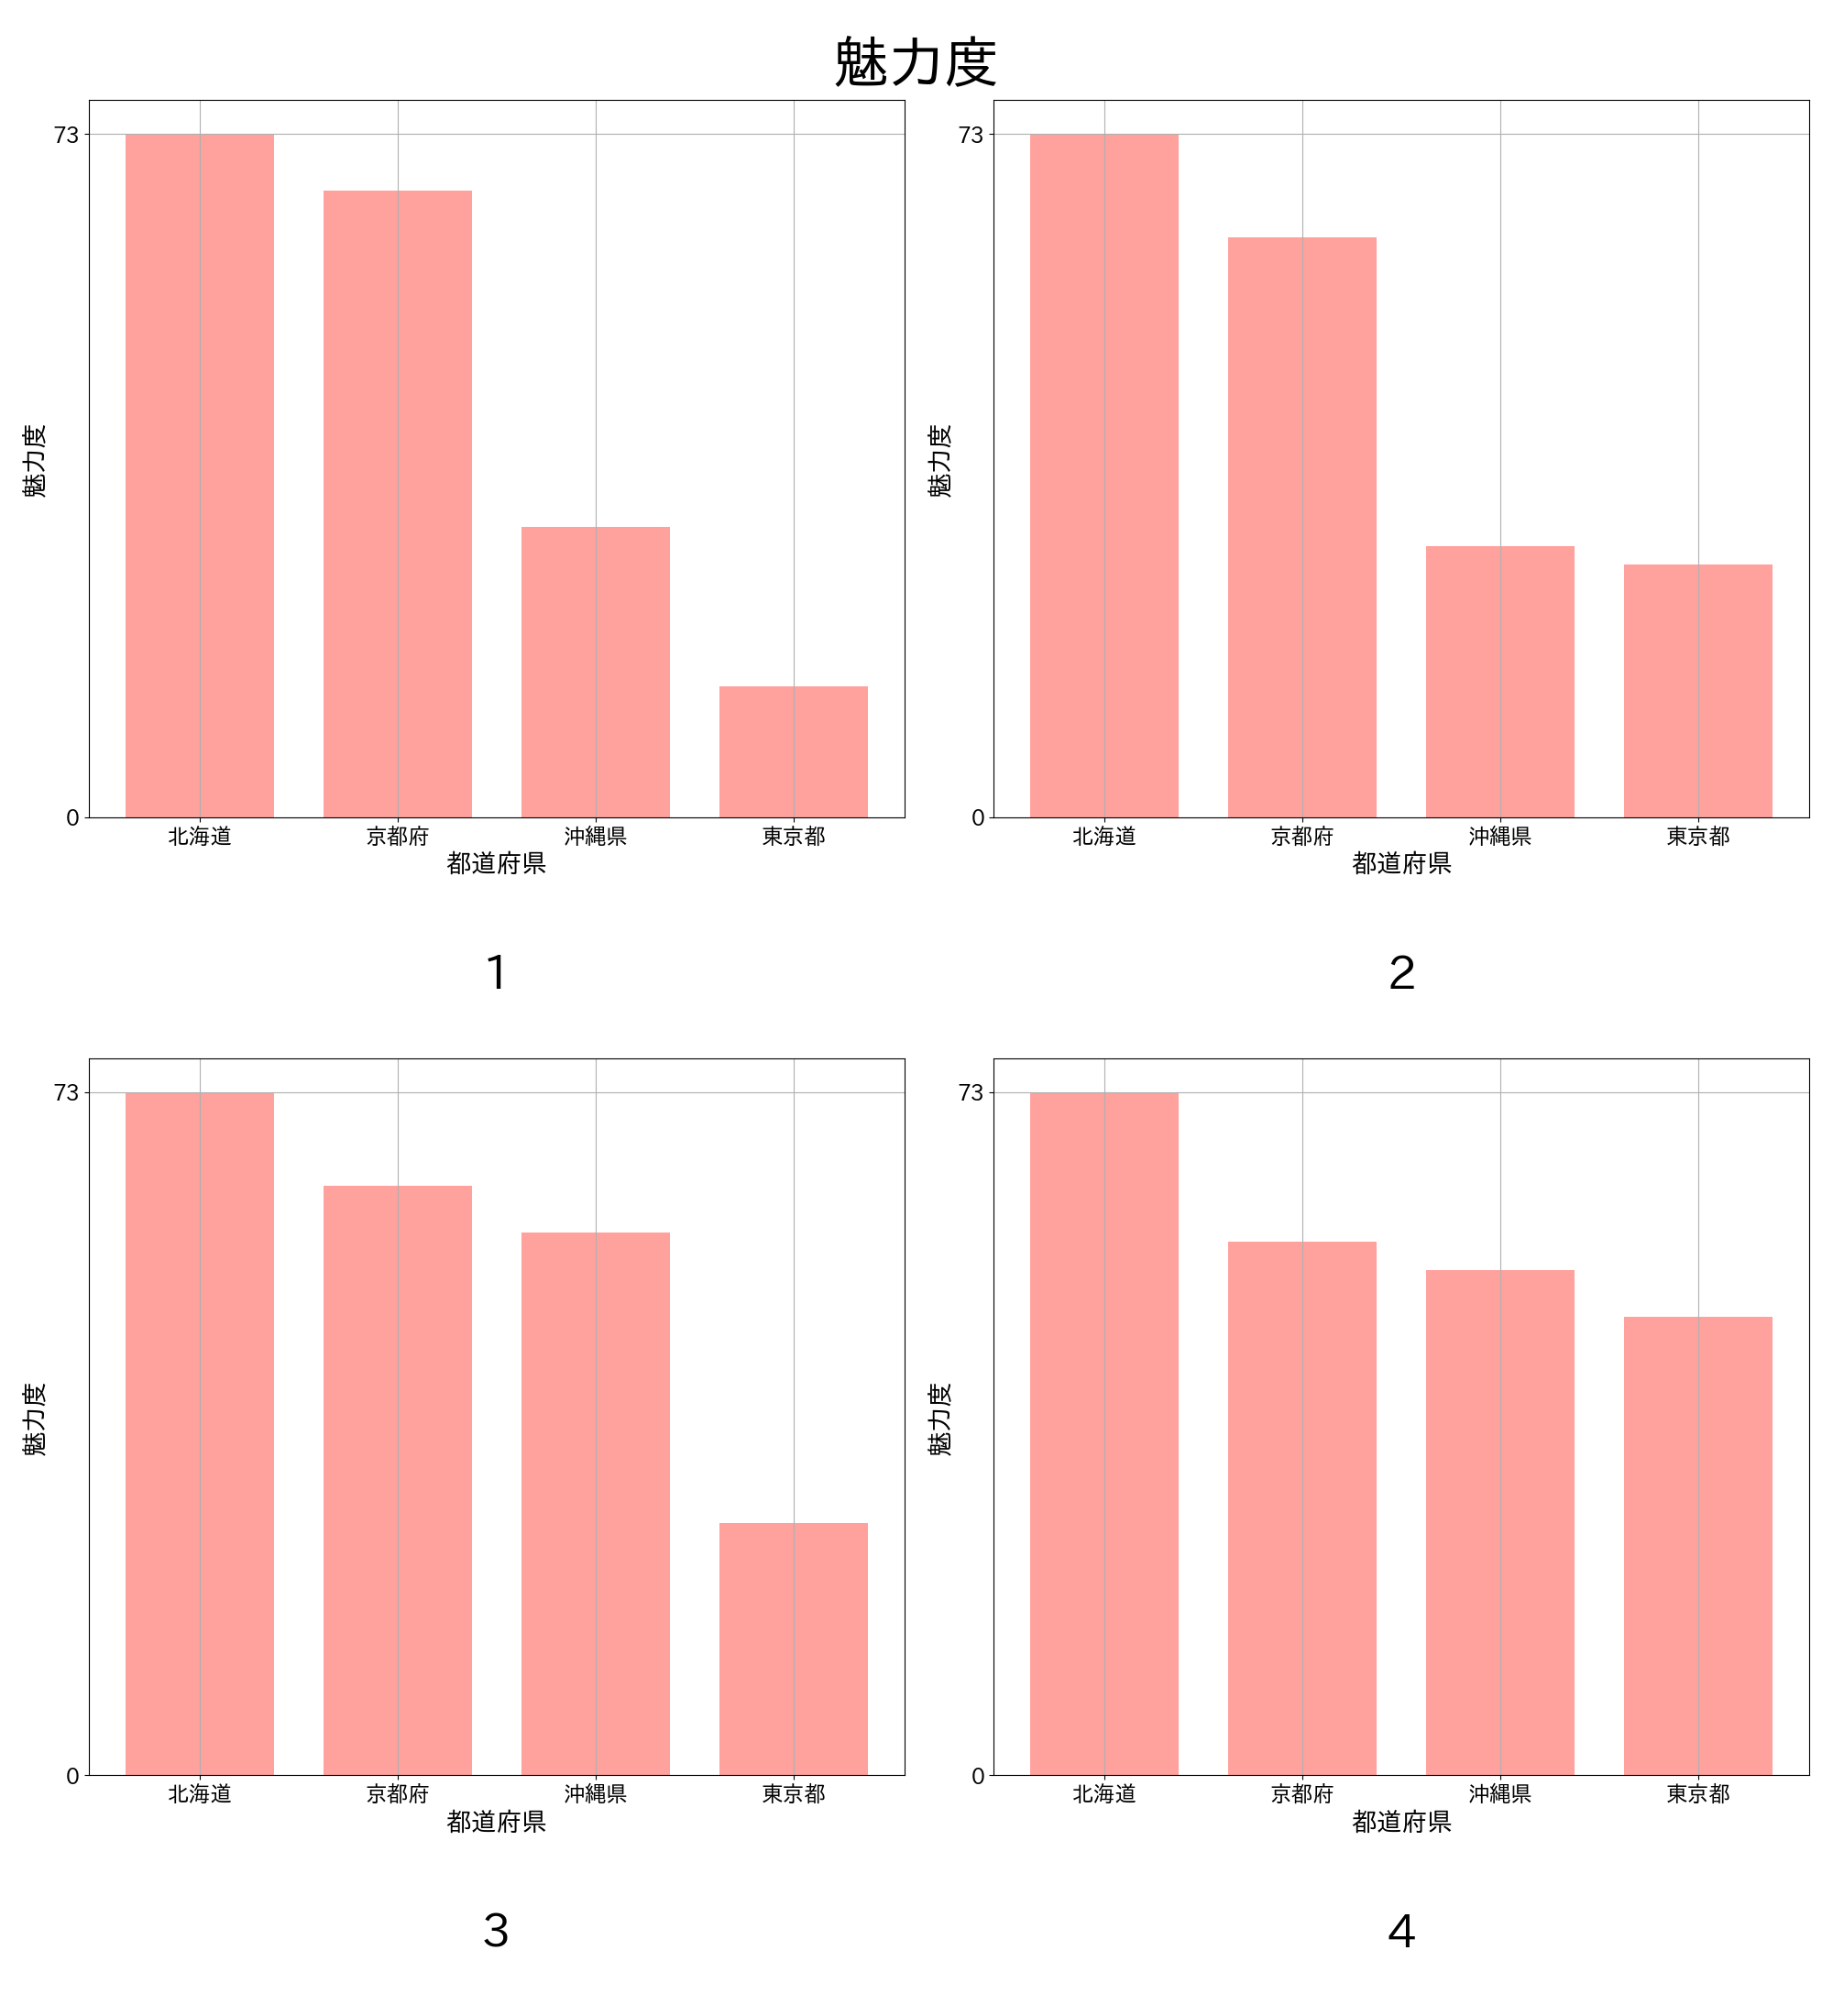 魅力度
73
0
魅力度
北海道 京都府 沖縄県 東京都
都道府県
1
73
0
魅力度
北海道 京都府 沖縄県 東京都
都道府県
2
73
0
魅力度
北海道 京都府 沖縄県 東京都
都道府県
3
73
0
魅力度
北海道 京都府 沖縄県 東京都
都道府県
4